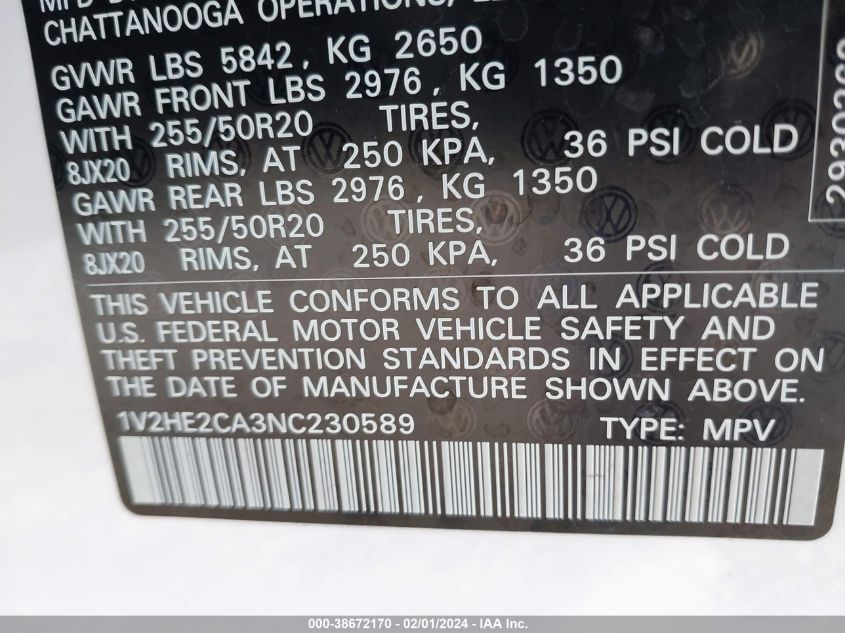 CHATTANOOGA OPERATIONS,
GVWR LBS 5842, KG 2650
GAWR FRONT LBS 2976, KG 1350
WITH 255/50R20 TIRES,
8JX20 RIMS, AT 250 KPA, 36 PSI COLD
GAWR REAR LBS 2976, KG 1350
WITH 255/50R20 TIRES,
8JX20 RIMS, AT 250 KPA, 36 PSI COLD
THIS VEHICLE CONFORMS TO ALL APPLICABLE
U.S. FEDERAL MOTOR VEHICLE SAFETY AND
THEFT PREVENTION STANDARDS IN EFFECT ON
THE DATE OF MANUFACTURE SHOWN ABOVE.
1V2HE2CA3NC230589 TYPE: MPV
000-38672170 - 02/01/2024 - IAA Inc.